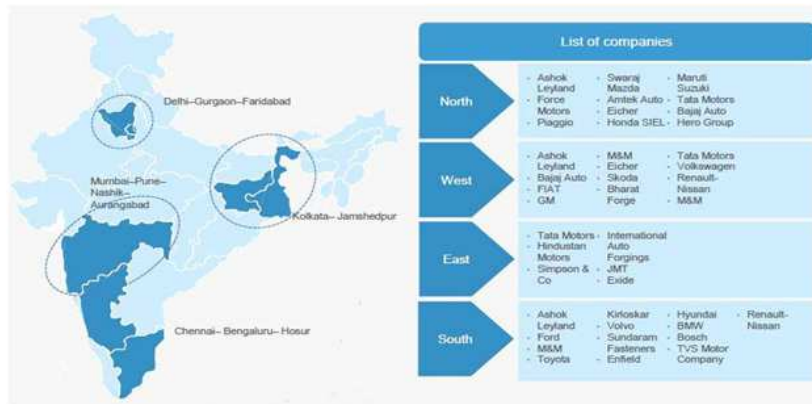 Delhi–Gurgaon–Faridabad
Mumbai–Pune–
Nashik–
Aurangabad
Kolkata– Jamshedpur
Chennai– Bengaluru– Hosur
List of companies
North
- Ashok
Leyland
- Force
Motors
- Piaggio
- Swaraj
Mazda
- Amtek Auto
- Eicher
- Honda SIEL
- Maruti
Suzuki
- Tata Motors
- Bajaj Auto
- Hero Group
West
- Ashok
Leyland
- Bajaj Auto
- FIAT
- GM
- M&M
- Eicher
- Skoda
- Bharat
Forge
- Tata Motors
- Volkswagen
- Renault-
Nissan
- M&M
East
- Tata Motors
- Hindustan
Motors
- Simpson &
Co
- International
Auto
Forgings
- JMT
- Exide
South
- Ashok
Leyland
- Ford
- M&M
- Toyota
- Kirloskar
- Volvo
- Sundaram
Fasteners
- Enfield
- Hyundai
- BMW
- Bosch
- TVS Motor
Company
- Renault-
Nissan